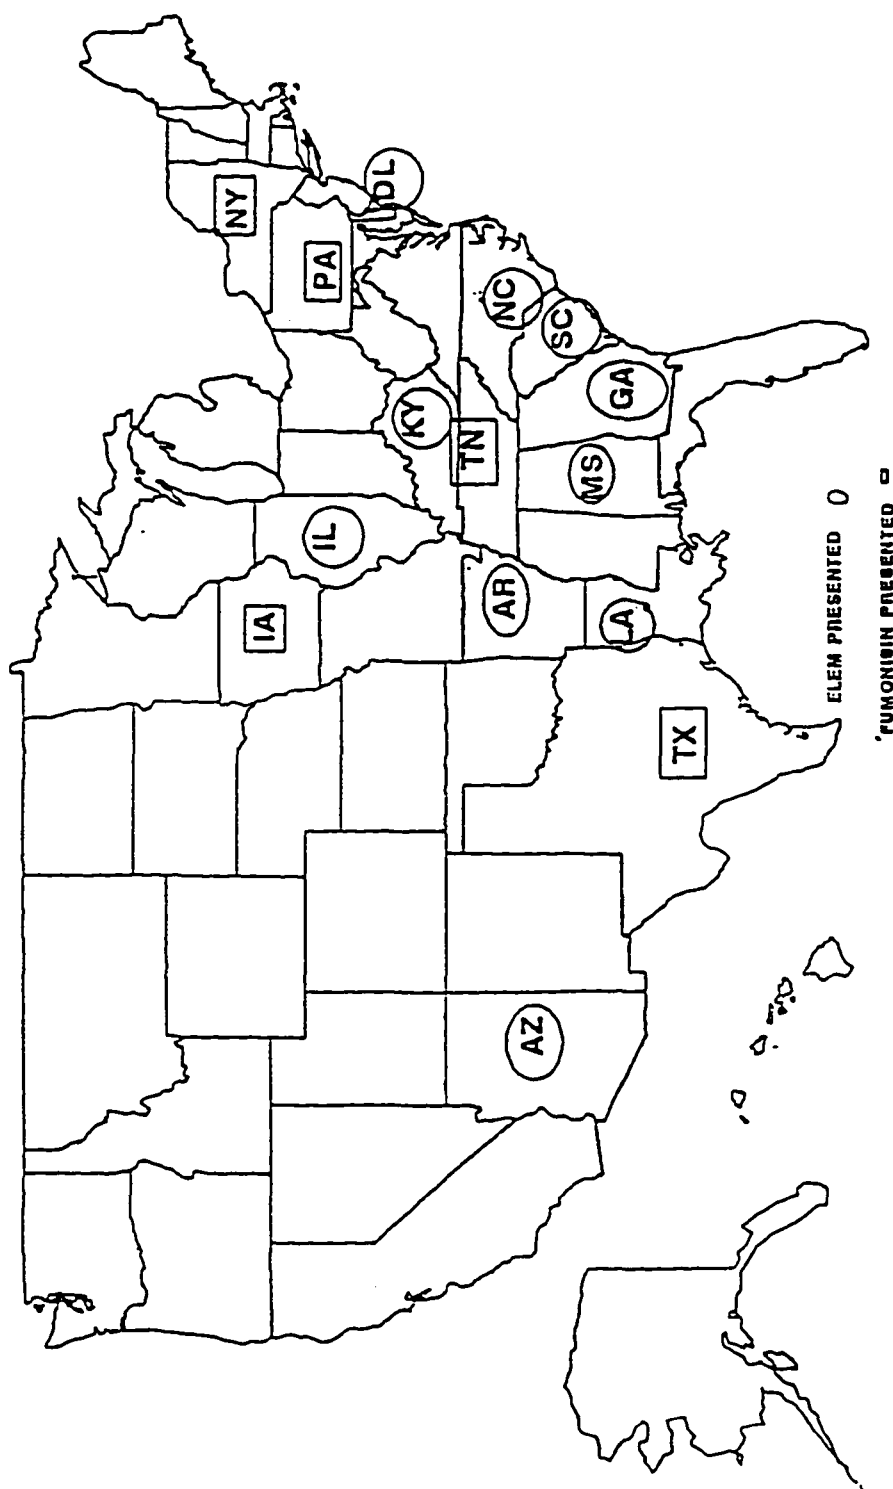 NY
IA
PA
IL
DL
KY
TN
AR
NC
AZ
SC
MS
LA
GA
TX
ELEM PRESENTED
FUMONISIN PRESENTED